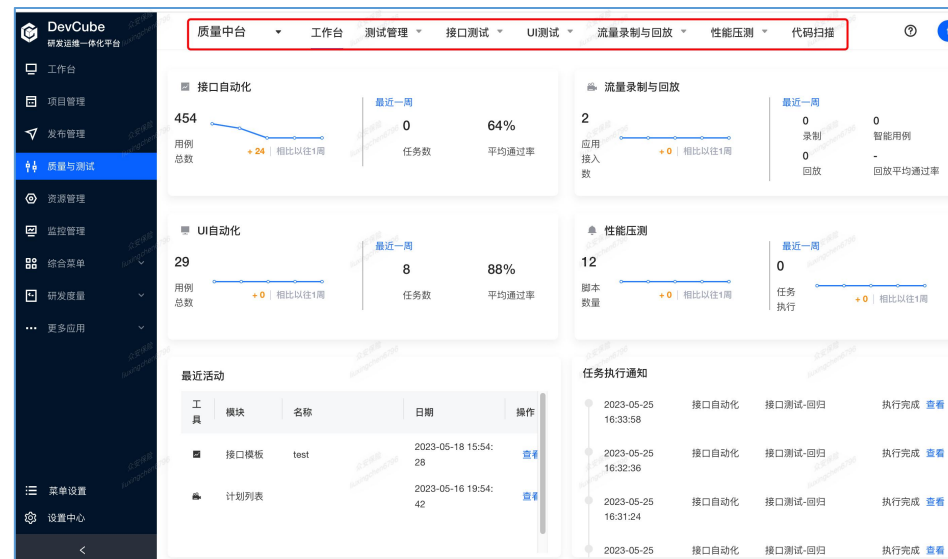 DevCube
研发运维一体化平台
质量中台
工作台
测试管理
接口测试
UI测试
流量录制与回放
性能压测
代码扫描
工作台
项目管理
发布管理
质量与测试
资源管理
监控管理
综合菜单
研发度量
更多应用
菜单设置
设置中心
接口自动化
454
用例
总数
+ 24 相比以往1周
最近一周
0
任务数
64%
平均通过率
流量录制与回放
2
应用
接入
数
+ 0 相比以往1周
最近一周
0
录制
0
智能用例
0
回放
-
回放平均通过率
UI自动化
29
用例
总数
+ 0 相比以往1周
最近一周
8
任务数
88%
平均通过率
性能压测
12
脚本
数量
+ 0 相比以往1周
最近一周
0
任务
执行
+ 0 相比以往1周
最近活动
工
具
模块
名称
日期
操作
接口模板
test
2023-05-18 15:54:
28
查看
计划列表
2023-05-16 19:54:
42
查看
任务执行通知
2023-05-25
16:33:58
接口自动化
接口测试-回归
执行完成 查看
2023-05-25
16:32:36
接口自动化
接口测试-回归
执行完成 查看
2023-05-25
16:31:24
接口自动化
接口测试-回归
执行完成 查看
2023-05-25
接口自动化
接口测试-回归
执行完成 查看